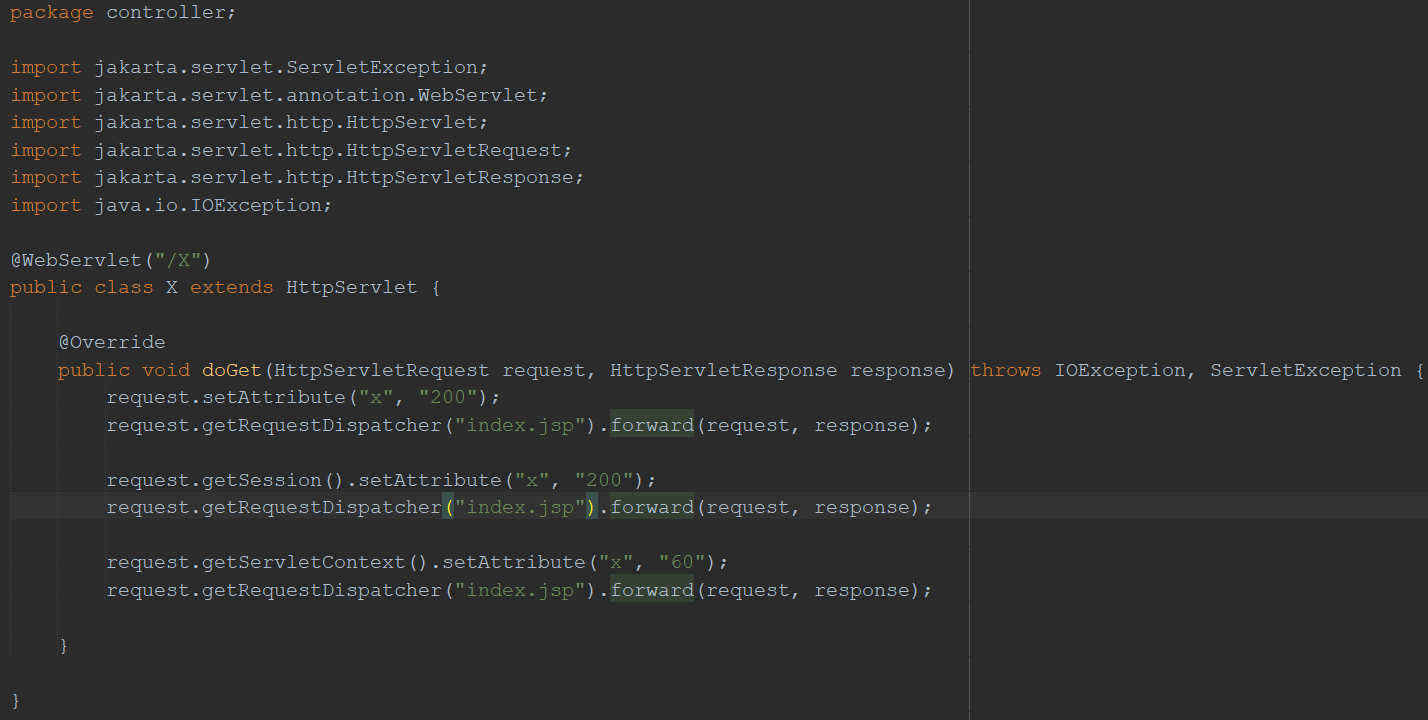 package controller;
import jakarta.servlet.ServletException;
import jakarta.servlet.annotation.WebServlet;
import jakarta.servlet.http.HttpServlet;
import jakarta.servlet.http.HttpServletRequest;
import jakarta.servlet.http.HttpServletResponse;
import java.io.IOException;
@WebServlet("/X")
public class X extends HttpServlet {
@Override
public void doGet(HttpServletRequest request, HttpServletResponse response) throws IOException, ServletException {
request.setAttribute("x", "200");
request.getRequestDispatcher("index.jsp").forward(request, response);
request.getSession().setAttribute("x", "200");
request.getRequestDispatcher("index.jsp").forward(request, response);
request.getServletContext().setAttribute("x", "60");
request.getRequestDispatcher("index.jsp").forward(request, response);
}
}